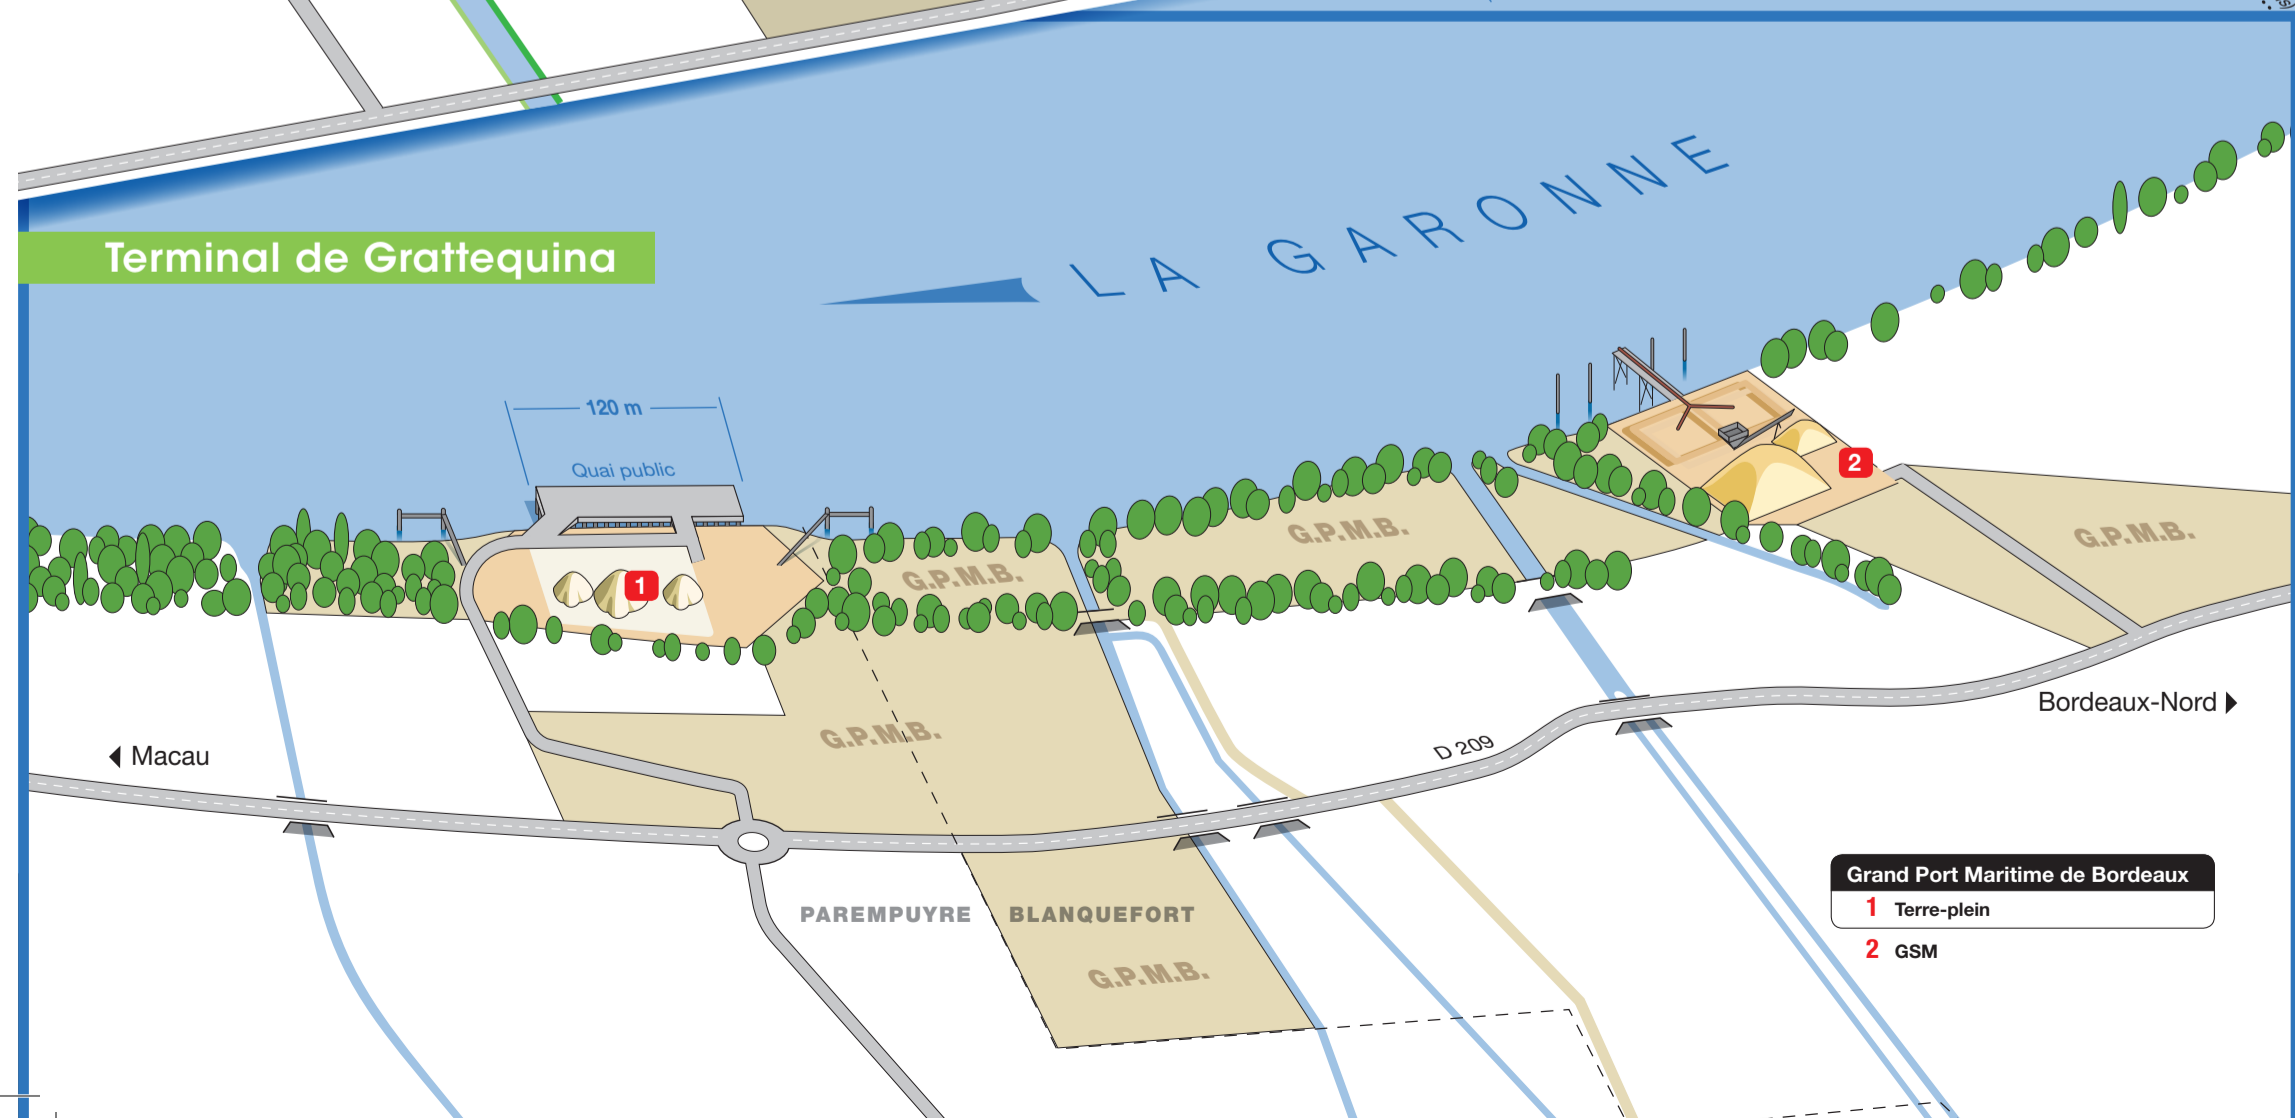 Terminal de Grattequina
LA GARONNE
120 m
Quai public
1
2
G.P.M.B.
G.P.M.B.
G.P.M.B.
G.P.M.B.
Macau
Bordeaux-Nord
D 209
PAREMPUYRE
BLANQUEFORT
G.P.M.B.
Grand Port Maritime de Bordeaux
1 Terre-plein
2 GSM